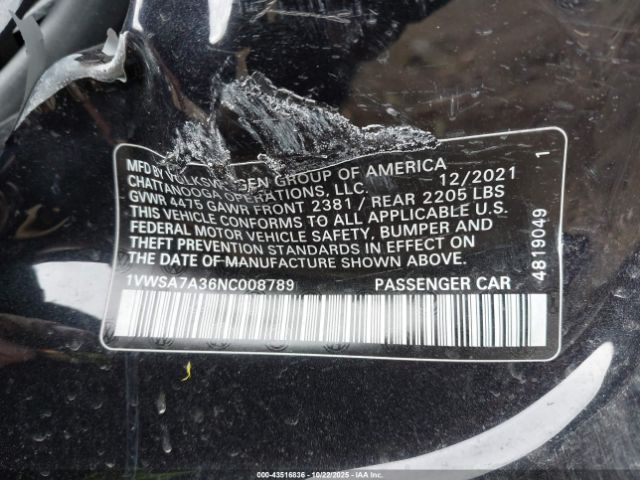 MFD BY VOLKSWAGEN GROUP OF AMERICA
CHATTANOOGA OPERATIONS, LLC. 12/2021 1
GVWR 4475 GAWR FRONT 2381 / REAR 2205 LBS
THIS VEHICLE CONFORMS TO ALL APPLICABLE U.S.
FEDERAL MOTOR VEHICLE SAFETY, BUMPER AND
THEFT PREVENTION STANDARDS IN EFFECT ON
THE DATE OF MANUFACTURE SHOWN ABOVE.
1VWSA7A36NC008789 PASSENGER CAR
4819049
000-43516836 - 10/22/2025 - IAA Inc.